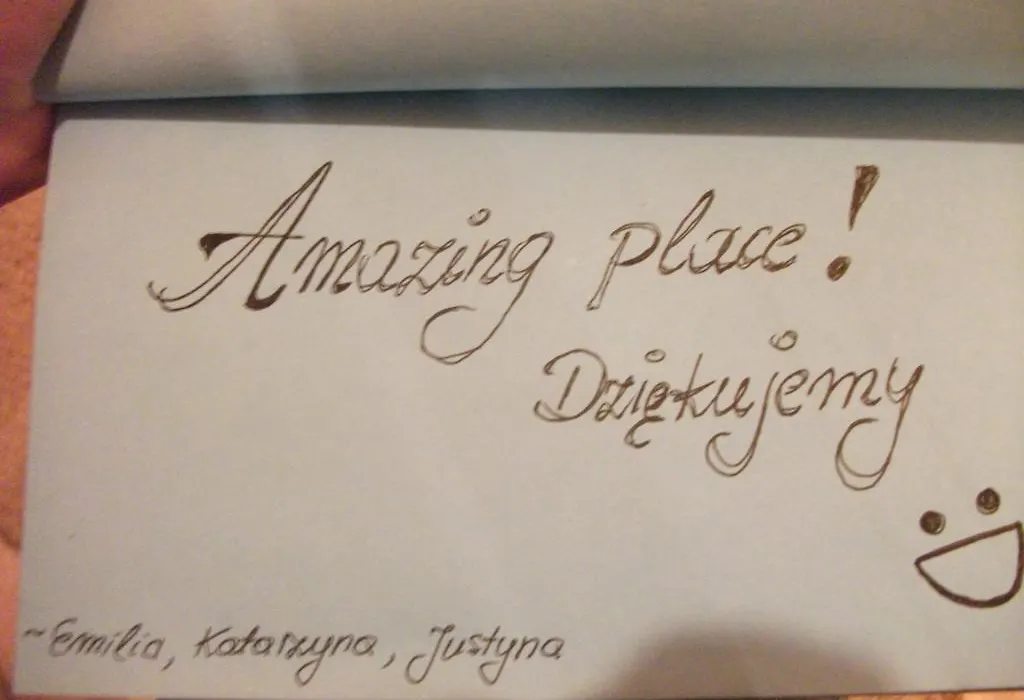 Amazing place!
Dziękujemy
~Emilia, Katarzyna, Justyna